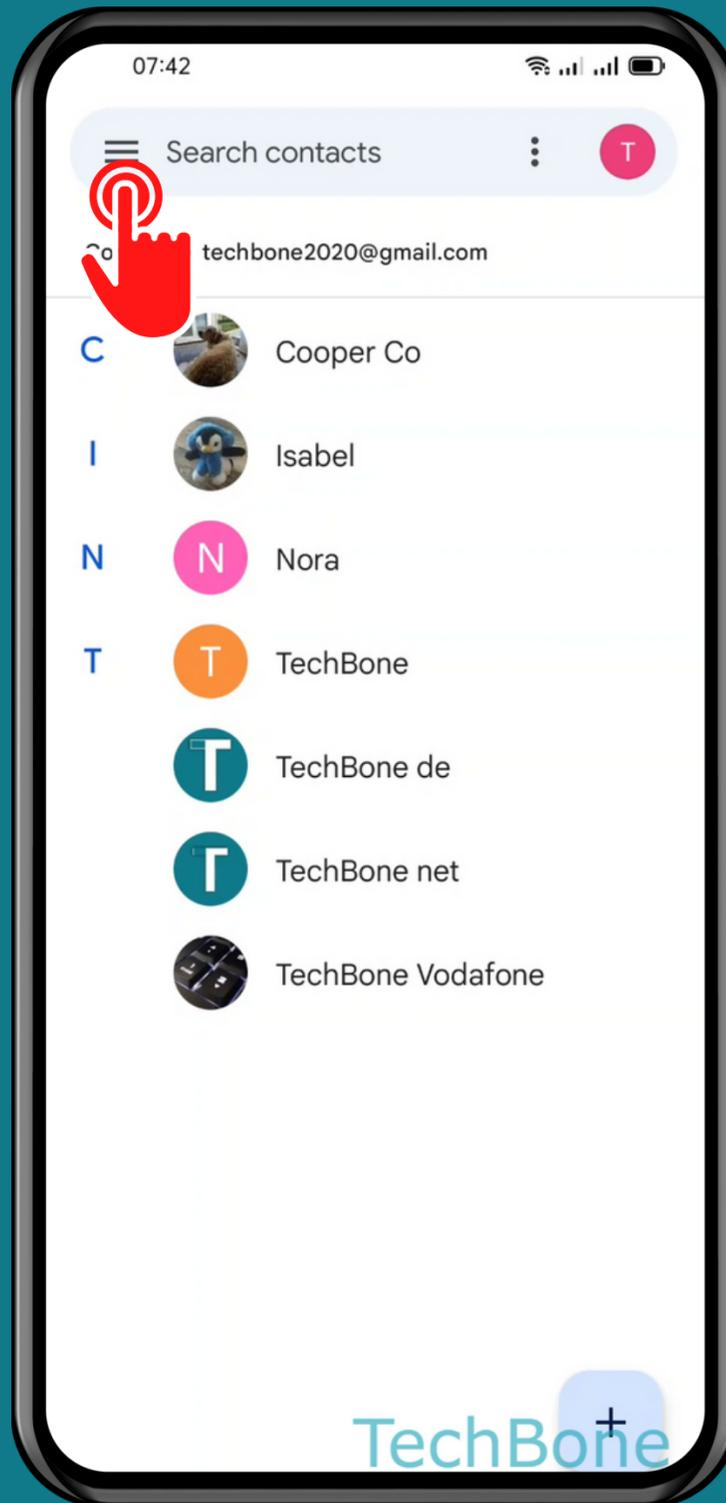 07:42
Search contacts
T
techbone2020@gmail.com
C
Cooper Co
I
Isabel
N
N
Nora
T
T
TechBone
T
TechBone de
T
TechBone net
TechBone Vodafone
+
TechBone